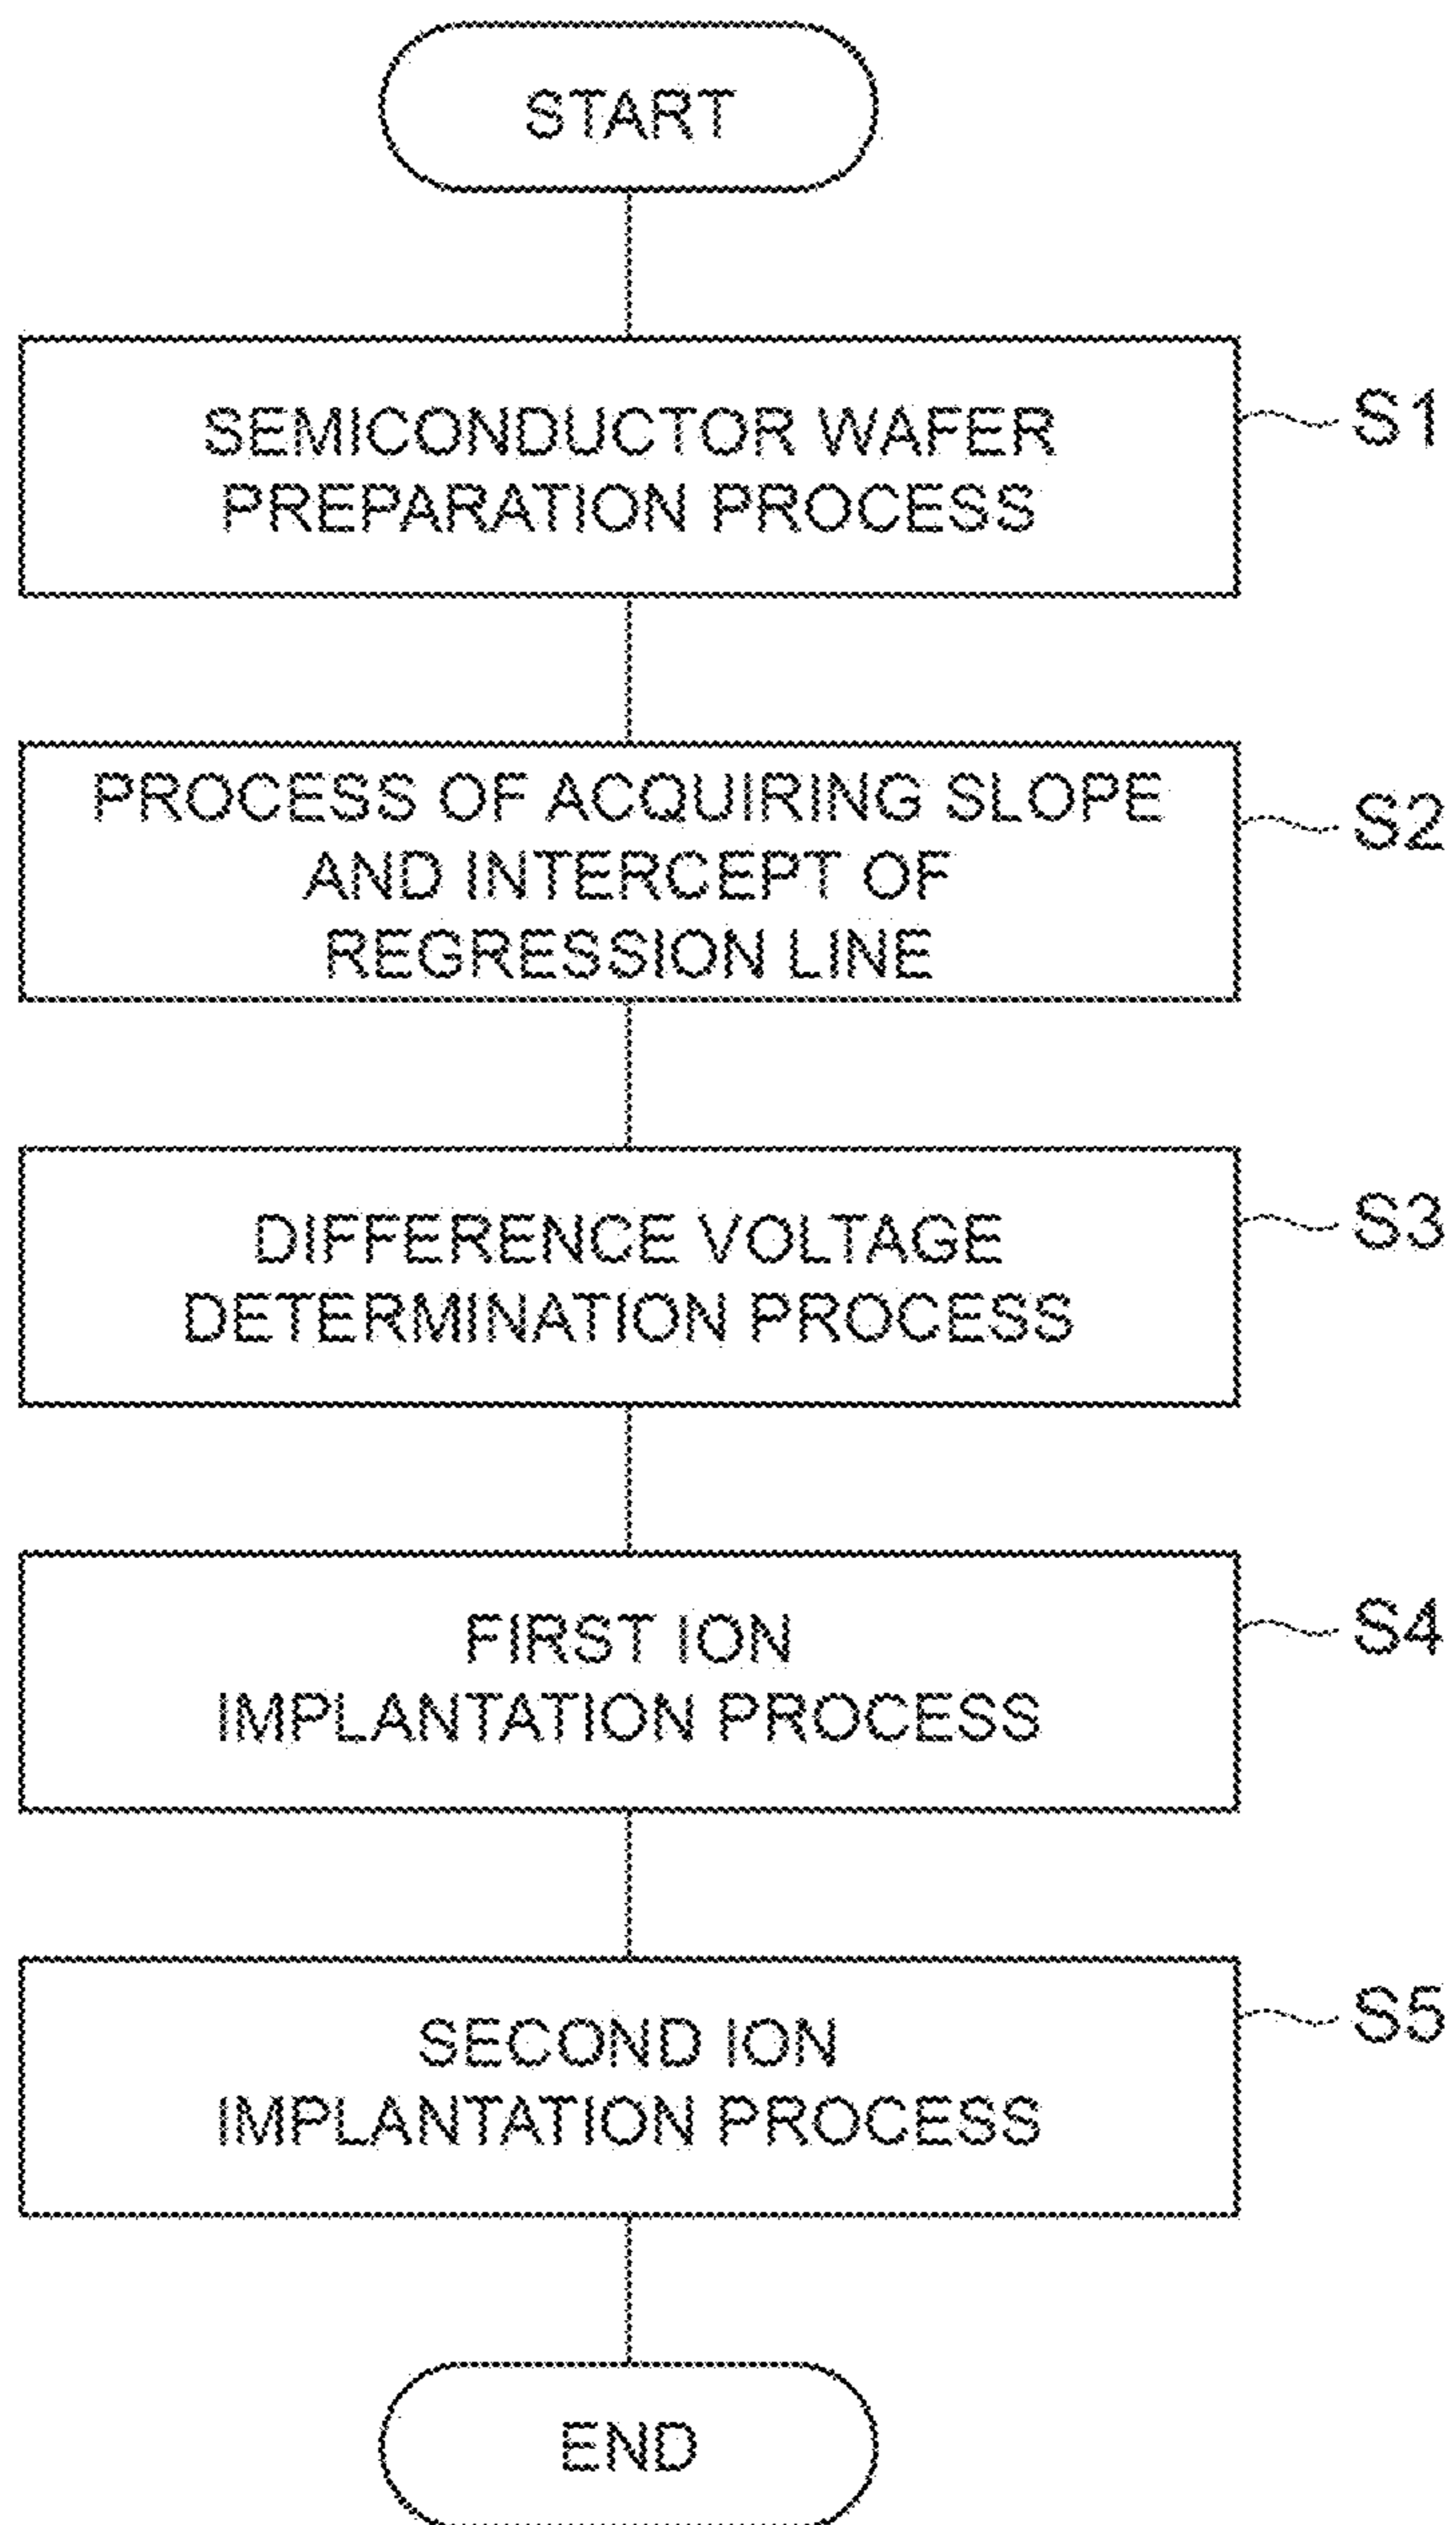 START
SEMICONDUCTOR WAFER
PREPARATION PROCESS
S1
PROCESS OF ACQUIRING SLOPE
AND INTERCEPT OF
REGRESSION LINE
S2
DIFFERENCE VOLTAGE
DETERMINATION PROCESS
S3
FIRST ION
IMPLANTATION PROCESS
S4
SECOND ION
IMPLANTATION PROCESS
S5
END